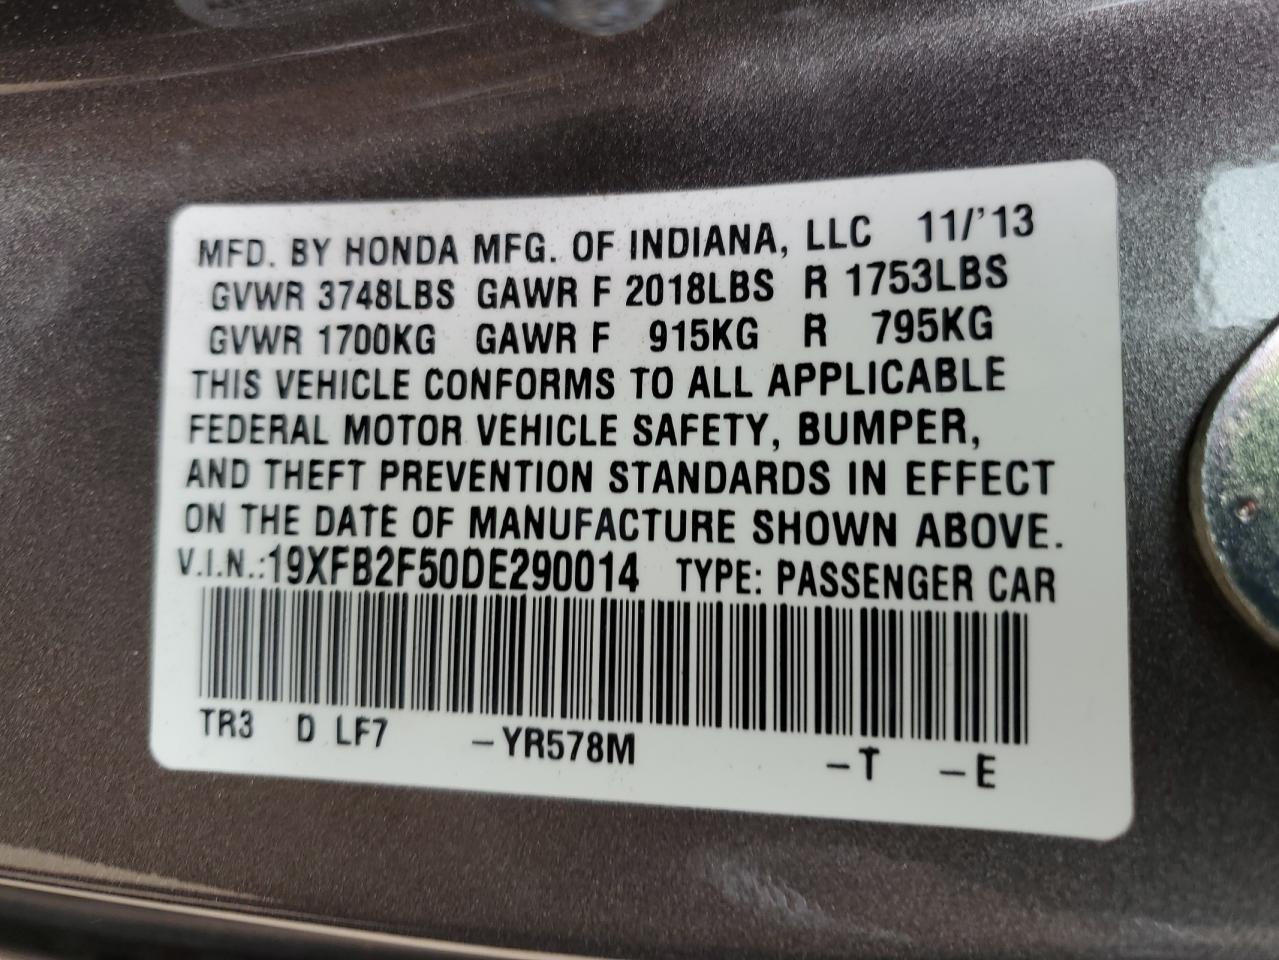 MFD. BY HONDA MFG. OF INDIANA, LLC 11/'13
GVWR 3748LBS GAWR F 2018LBS R 1753LBS
GVWR 1700KG GAWR F 915KG R 795KG
THIS VEHICLE CONFORMS TO ALL APPLICABLE
FEDERAL MOTOR VEHICLE SAFETY, BUMPER,
AND THEFT PREVENTION STANDARDS IN EFFECT
ON THE DATE OF MANUFACTURE SHOWN ABOVE.
V.I.N.:19XFB2F50DE290014 TYPE: PASSENGER CAR
TR3 D LF7 -YR578M -T -E